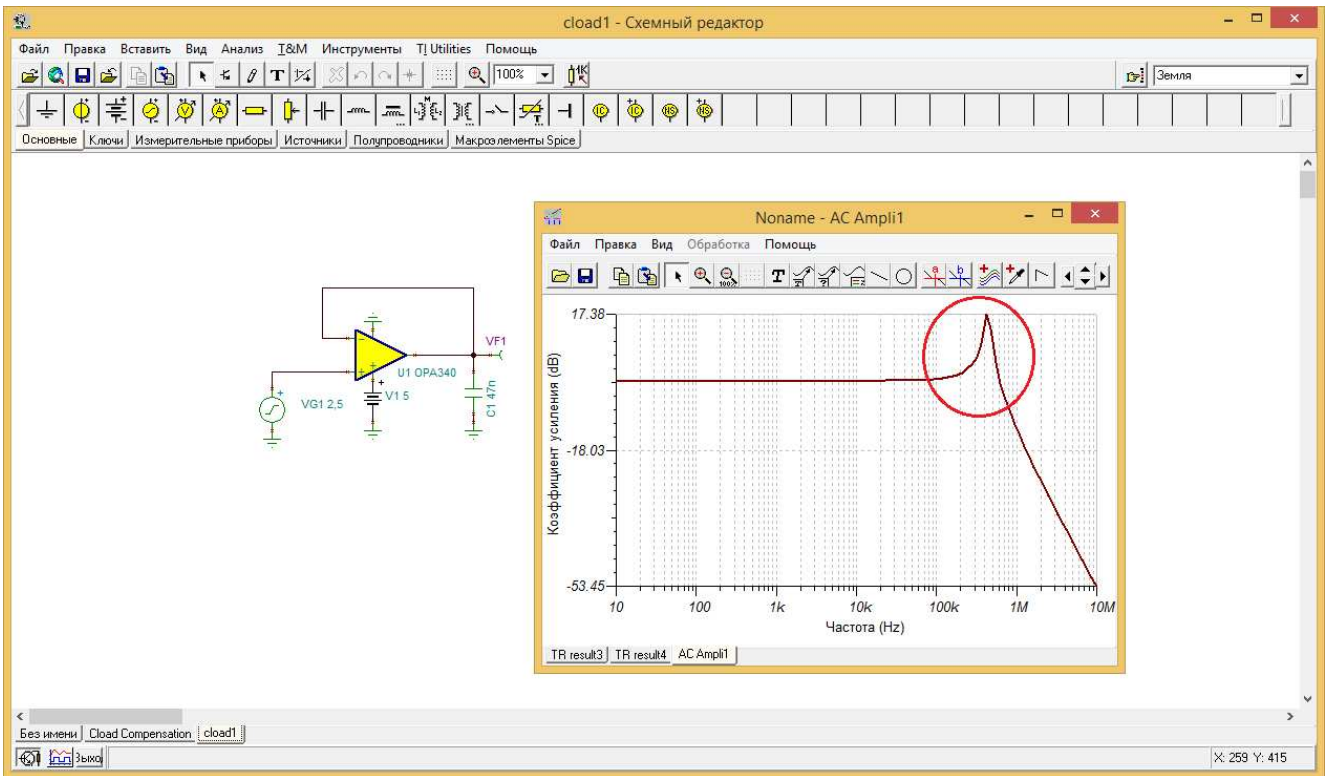 cload1 - Схемный редактор
Файл Правка Вставить Вид Анализ T&M Инструменты TI Utilities Помощь
100% Земля
Основные Ключи Измерительные приборы Источники Полупроводники Макроэлементы Spice
Noname - AC Ampli1
Файл Правка Вид Обработка Помощь
VF1
U1 OPA340
VG1 2,5
V1 5
C1 47n
Коэффициент усиления (dB)
17.38
-18.03
-53.45
10 100 1k 10k 100k 1M 10M
Частота (Hz)
TR result3 TR result4 AC Ampli1
Без имени Cload Compensation cload1
Выход
X: 259 Y: 415